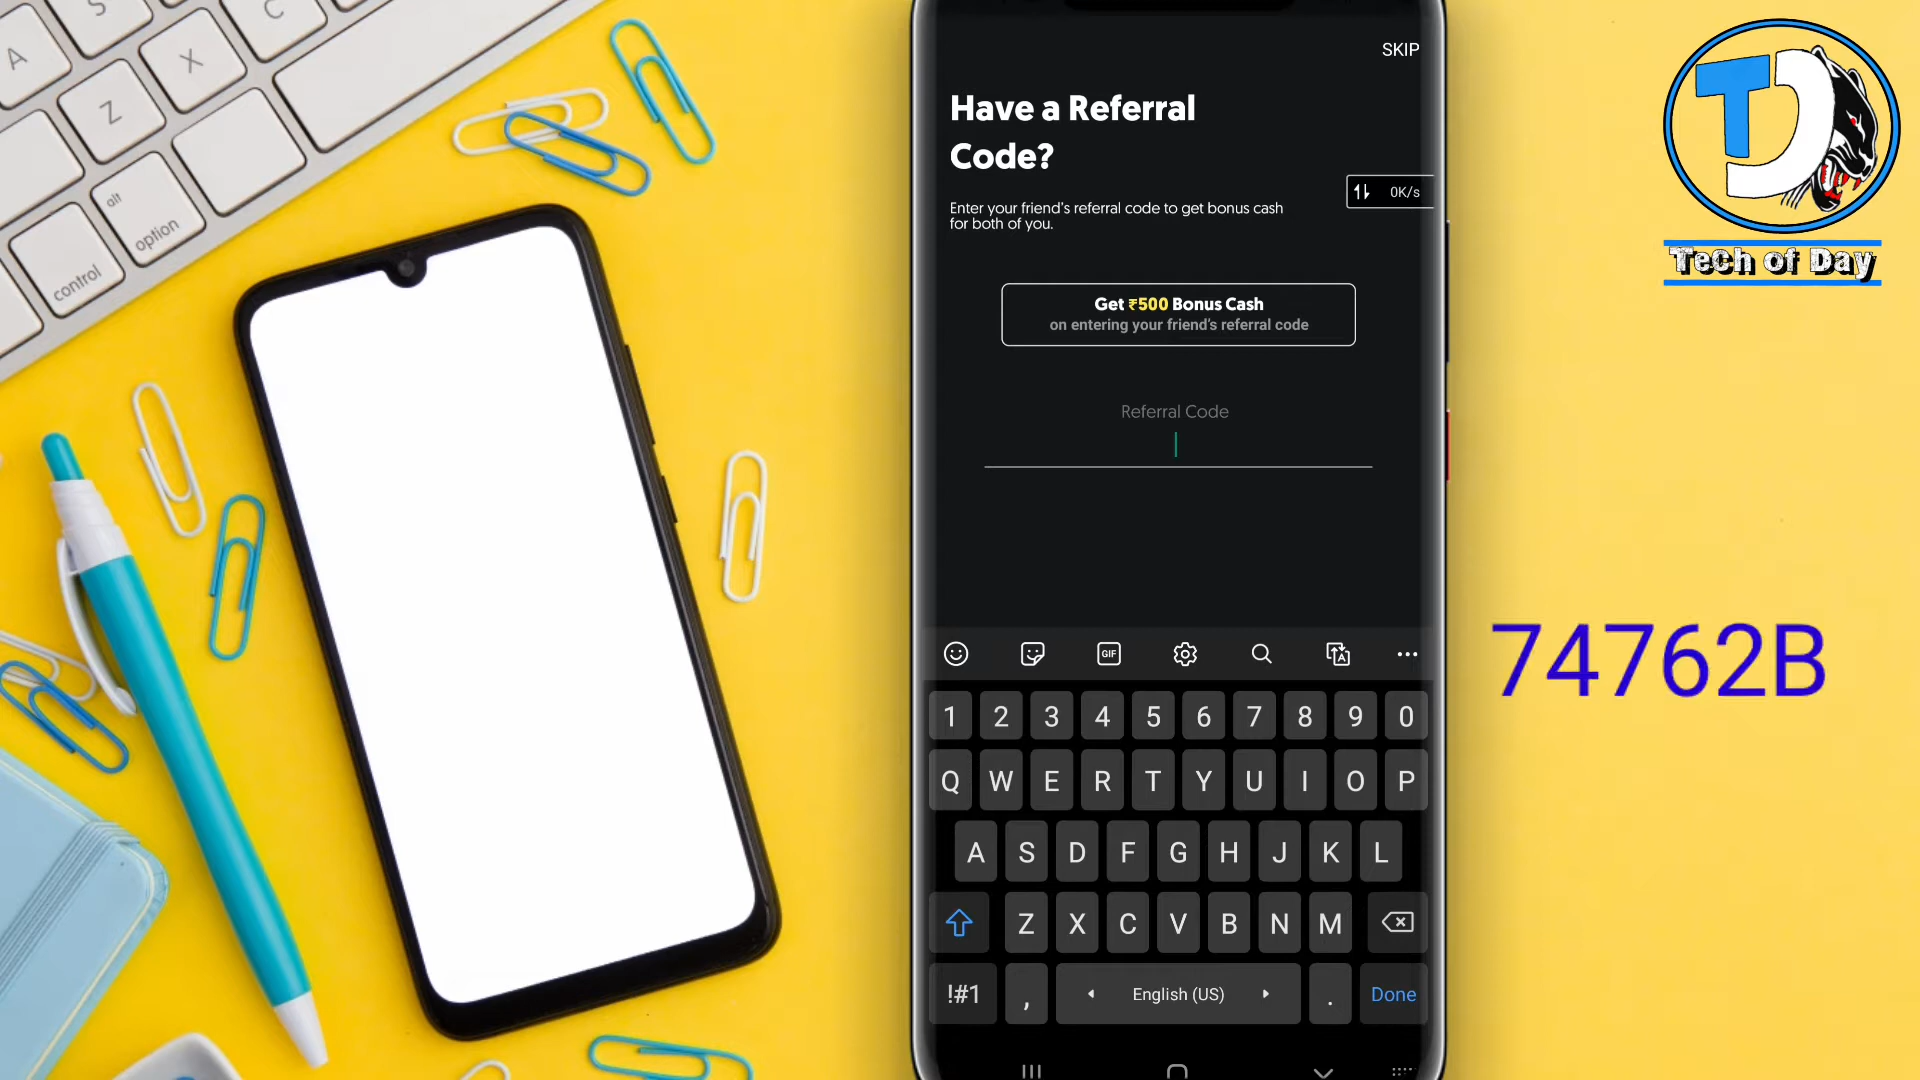 A
S
C
Z
X
alt
option
control
SKIP
Have a Referral
Code?
0K/s
Enter your friend's referral code to get bonus cash
for both of you.
Get ₹500 Bonus Cash
on entering your friend's referral code
Referral Code
GIF
1 2 3 4 5 6 7 8 9 0
Q W E R T Y U I O P
A S D F G H J K L
Z X C V B N M
!#1 , English (US) . Done
TD
Tech of Day
74762B